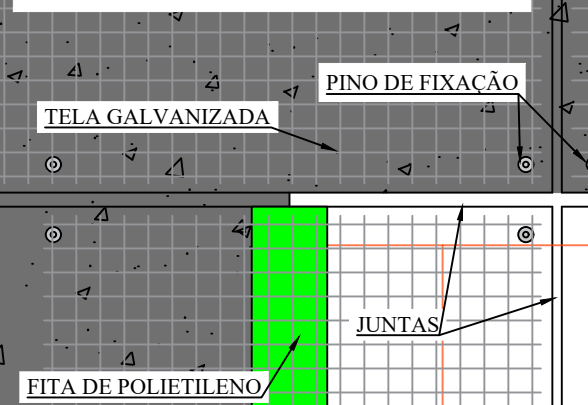 PINO DE FIXAÇÃO
TELA GALVANIZADA
JUNTAS
FITA DE POLIETILENO